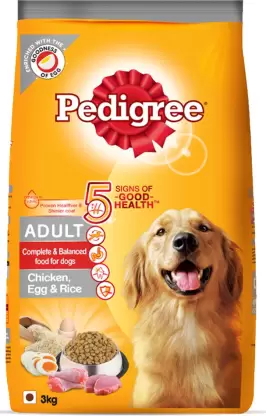 ENRICHED WITH THE
GOODNESS
OF EGG
Pedigree
5 SIGNS OF
GOOD
HEALTH™
ADULT
Complete & Balanced
food for dogs
Chicken,
Egg & Rice
3kg